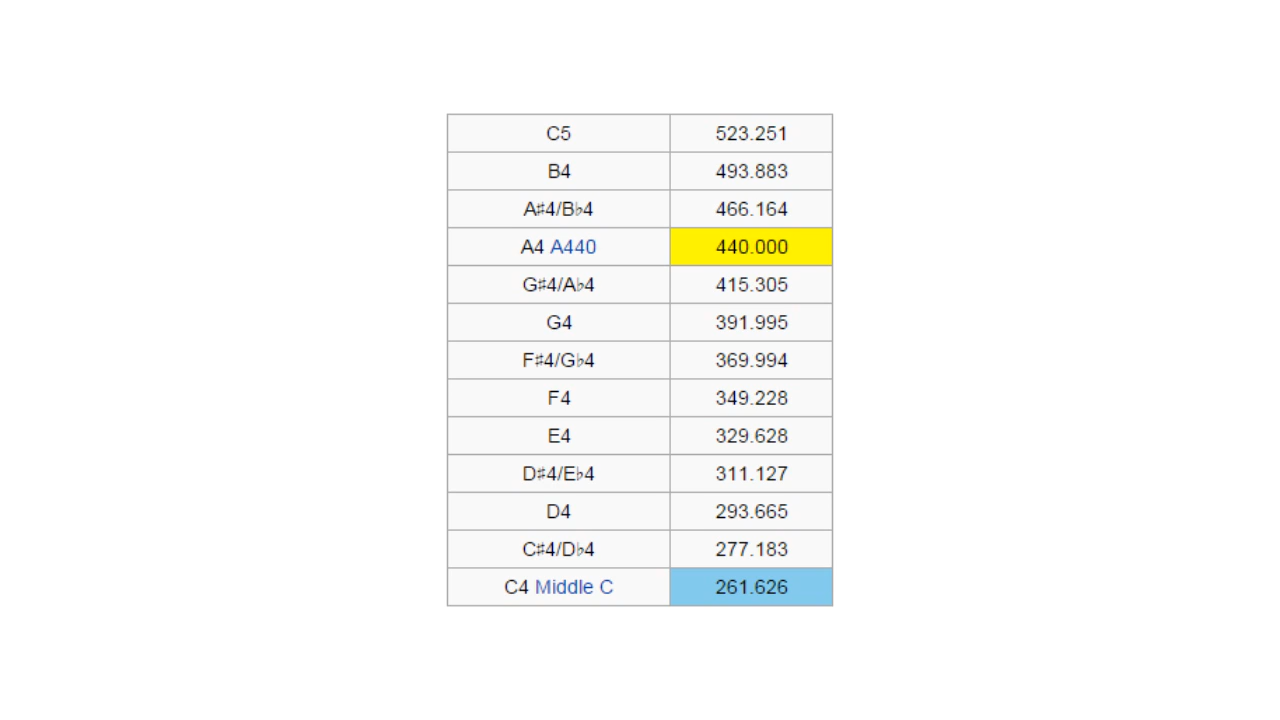 C5 523.251
B4 493.883
A♯4/B♭4 466.164
A4 A440 440.000
G♯4/A♭4 415.305
G4 391.995
F♯4/G♭4 369.994
F4 349.228
E4 329.628
D♯4/E♭4 311.127
D4 293.665
C♯4/D♭4 277.183
C4 Middle C 261.626